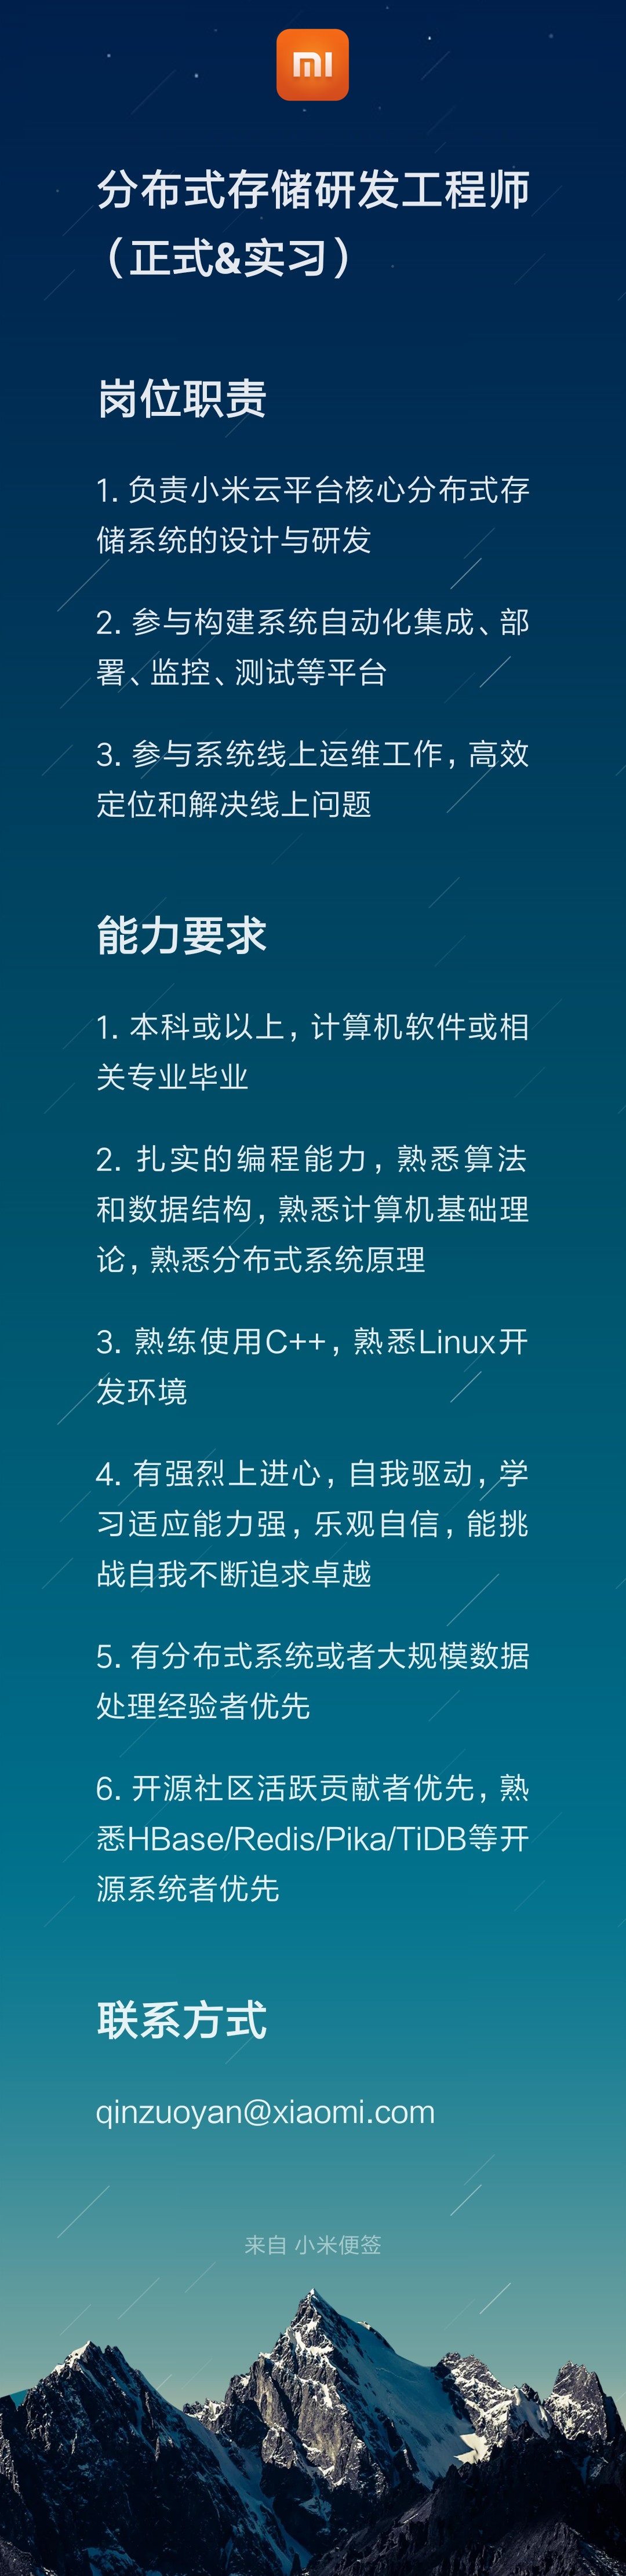 mi
分布式存储研发工程师
（正式&实习）
岗位职责
1. 负责小米云平台核心分布式存
储系统的设计与研发
2. 参与构建系统自动化集成、部
署、监控、测试等平台
3. 参与系统线上运维工作，高效
定位和解决线上问题
能力要求
1. 本科或以上，计算机软件或相
关专业毕业
2. 扎实的编程能力，熟悉算法
和数据结构，熟悉计算机基础理
论，熟悉分布式系统原理
3. 熟练使用C++，熟悉Linux开
发环境
4. 有强烈上进心，自我驱动，学
习适应能力强，乐观自信，能挑
战自我不断追求卓越
5. 有分布式系统或者大规模数据
处理经验者优先
6. 开源社区活跃贡献者优先，熟
悉HBase/Redis/Pika/TiDB等开
源系统者优先
联系方式
qinzuoyan@xiaomi.com
来自 小米便签